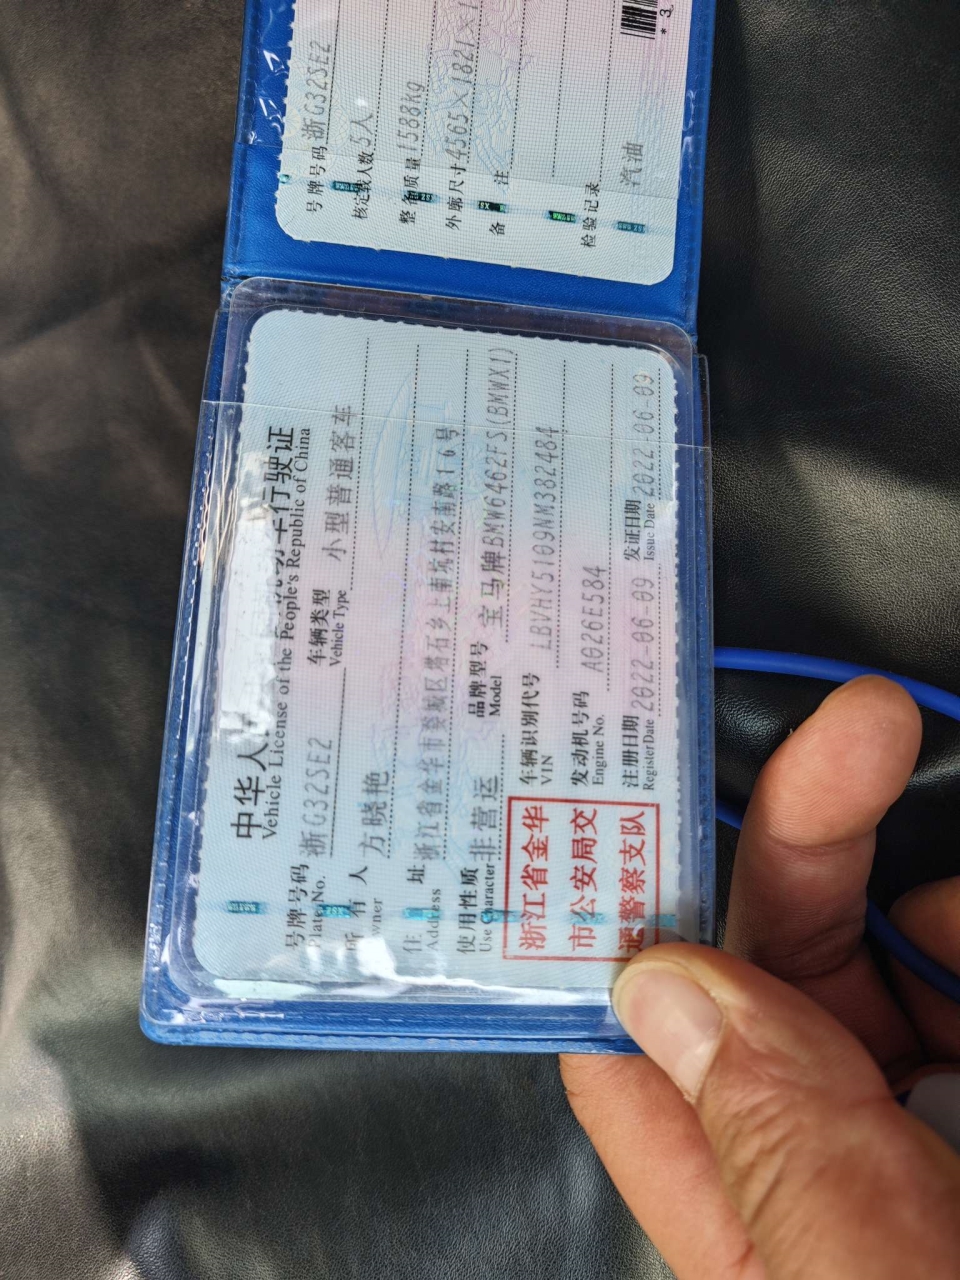 中华人
Vehicle License of the People's Republic of China
号牌号码 浙G32SE2 车辆类型 小型普通客车
Plate No. Vehicle Type
所有人 方晓艳
Owner
住址 浙江省金华市婺城区塔石乡上南坑村安南路16号
Address
使用性质 非营运 品牌型号 宝马牌BMW6462FS(BMWX1)
Use Character Model
浙江省金华
市公安局交
通警察支队
车辆识别代号 LBVHY5109NM382484
VIN
发动机号码 A026E584
Engine No.
注册日期 2022-06-09 发证日期 2022-06-09
Register Date Issue Date
号牌号码 浙G32SE2
核定载人数 5人
整备质量 1588kg
外廓尺寸 4565×1821×1
备注
检验记录
汽油
* 3